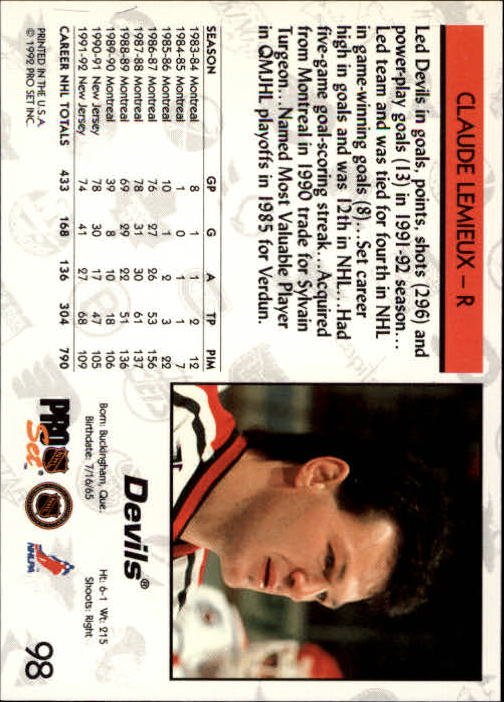 CLAUDE LEMIEUX – R
Led Devils in goals, points, shots (296) and
power-play goals (13) in 1991-92 season...
Led team and was tied for fourth in NHL
in game-winning goals (8)...Set career
high in goals and was 12th in NHL...Had
five-game goal-scoring streak...Acquired
from Montreal in 1990 trade for Sylvain
Turgeon...Named Most Valuable Player
in QMJHL playoffs in 1985 for Verdun.
SEASON GP G A TP PIM
1983-84 Montreal 8 1 1 2 12
1984-85 Montreal 1 0 1 1 7
1985-86 Montreal 10 1 2 3 22
1986-87 Montreal 76 27 26 53 156
1987-88 Montreal 78 31 30 61 137
1988-89 Montreal 69 29 22 51 136
1989-90 Montreal 39 8 10 18 106
1990-91 New Jersey 78 30 17 47 105
1991-92 New Jersey 74 41 27 68 109
CAREER NHL TOTALS 433 168 136 304 790
PRINTED IN THE U.S.A.
© 1992 PRO SET INC.
Devils®
Born: Buckingham, Que. Ht: 6-1 Wt: 215
Birthdate: 7/16/65 Shoots: Right
PRO
Set™
NHL
NHLPA
98